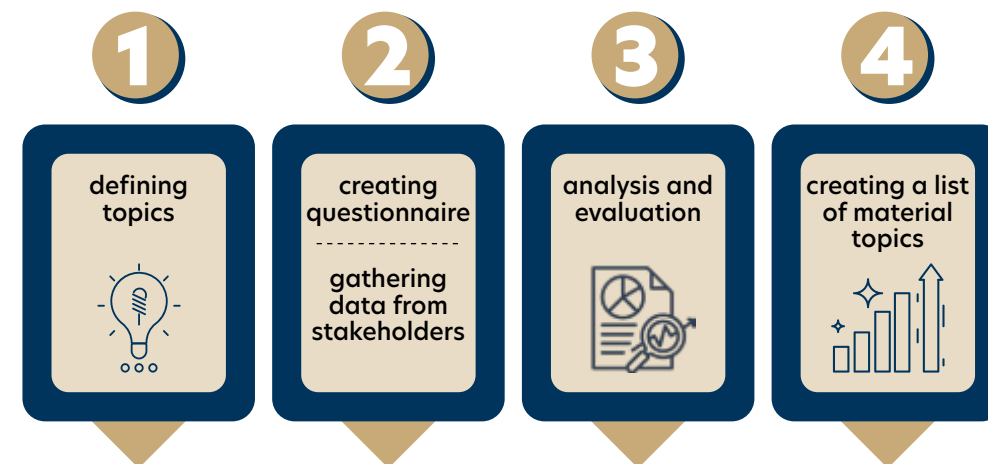 1
defining
topics
2
creating
questionnaire
gathering
data from
stakeholders
3
analysis and
evaluation
4
creating a list
of material
topics